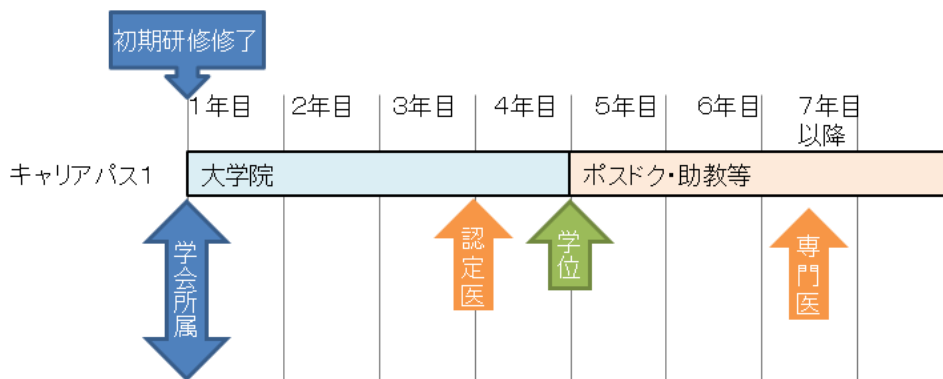 初期研修修了
1年目
2年目
3年目
4年目
5年目
6年目
7年目
以降
キャリアパス1
大学院
ポスドク・助教等
学会所属
認定医
学位
専門医